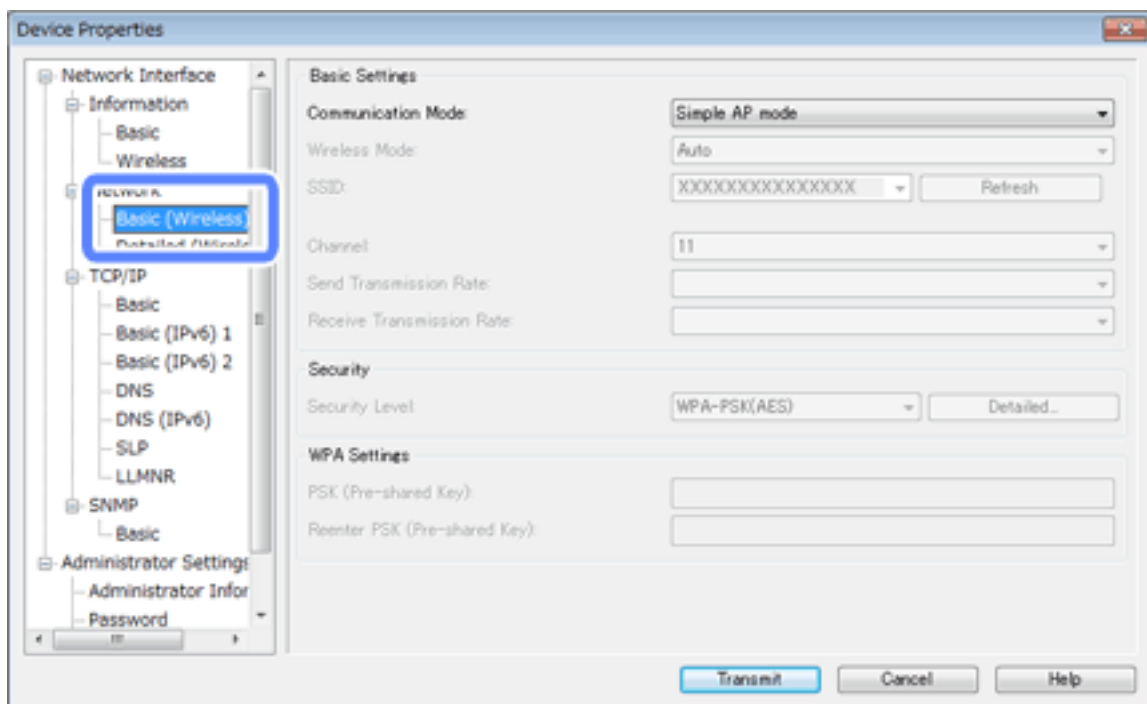 Device Properties
Network Interface
Information
Basic
Wireless
Network
Basic (Wireless)
TCP/IP
Basic
Basic (IPv6) 1
Basic (IPv6) 2
DNS
DNS (IPv6)
SLP
LLMNR
SNMP
Basic
Administrator Settings
Administrator Infor
Password
Basic Settings
Communication Mode:
Simple AP mode
Wireless Mode:
Auto
SSID:
XXXXXXXXXXXXXXX
Refresh
Channel:
11
Send Transmission Rate:
Receive Transmission Rate:
Security
Security Level:
WPA-PSK(AES)
Detailed...
WPA Settings
PSK (Pre-shared Key):
Reenter PSK (Pre-shared Key):
Transmit
Cancel
Help